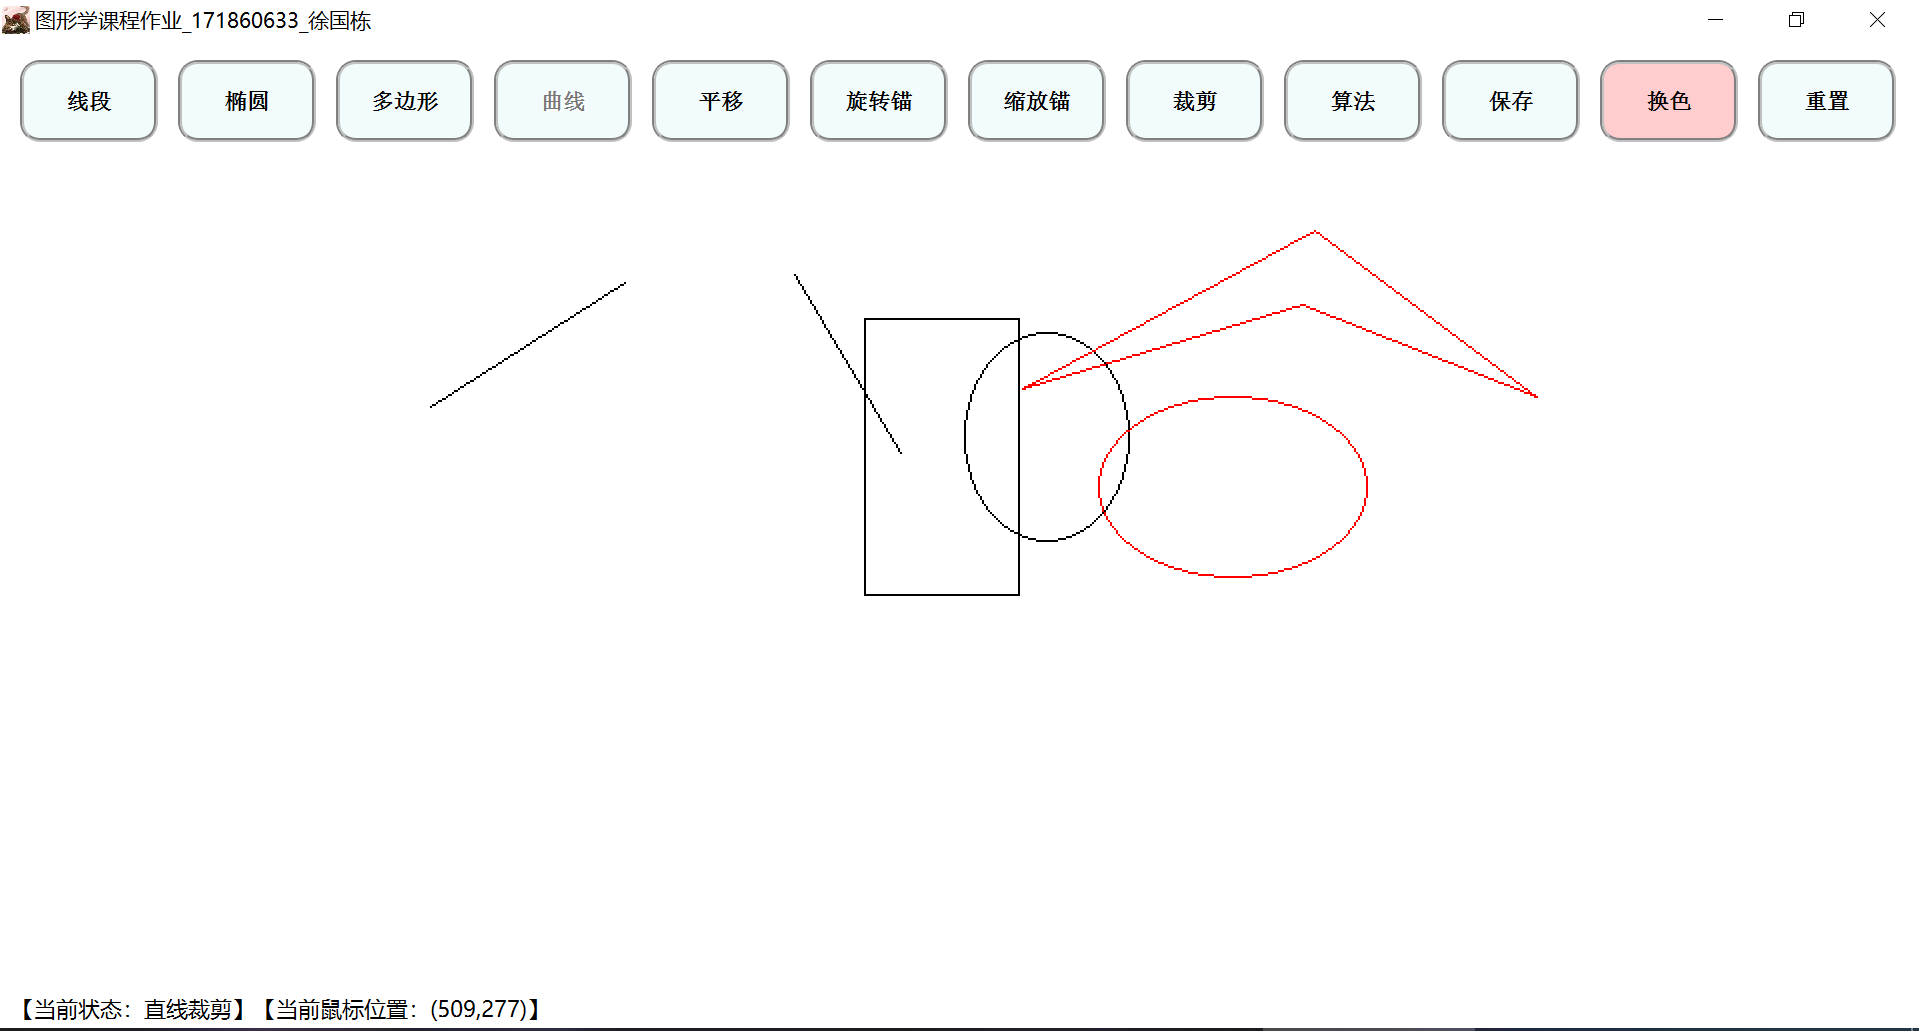 图形学课程作业_171860633_徐国栋
线段 椭圆 多边形 曲线 平移 旋转锚 缩放锚 裁剪 算法 保存 换色 重置
【当前状态：直线裁剪】【当前鼠标位置：(509,277)】